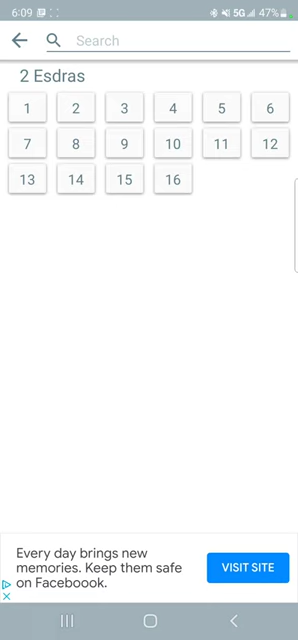 6:09 5G 47%
Search
2 Esdras
1 2 3 4 5 6
7 8 9 10 11 12
13 14 15 16
Every day brings new
memories. Keep them safe
on Faceboook.
VISIT SITE